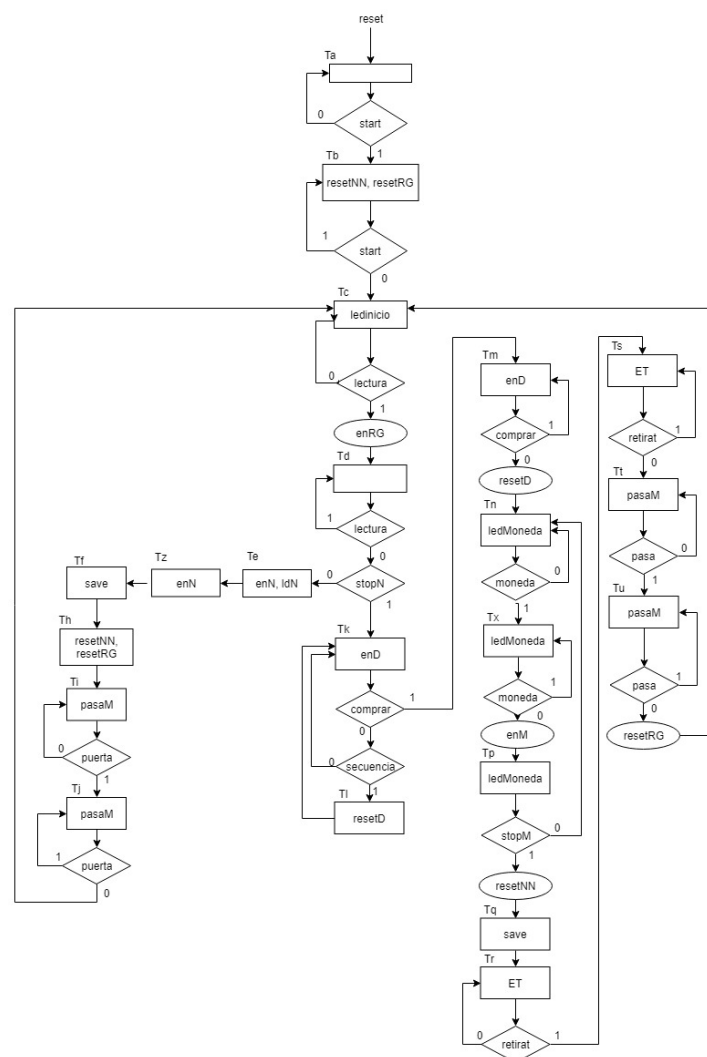 reset
Ta
0
start
Tb
1
resetNN, resetRG
1
start
0
Tc
ledinicio
0
lectura
1
enRG
Td
1
lectura
0
stopN
0
1
Te
enN, ldN
Tz
enN
Tf
save
Th
resetNN,
resetRG
Ti
pasaM
0
puerta
1
Tj
pasaM
1
puerta
0
Tk
enD
comprar
1
0
0
secuencia
1
Tl
resetD
Tm
enD
comprar
1
0
resetD
Tn
ledMoneda
moneda
0
1
Tx
ledMoneda
moneda
1
0
enM
Tp
ledMoneda
stopM
0
1
resetNN
Tq
save
Tr
ET
0
retirat
1
Ts
ET
retirat
1
0
Tt
pasaM
pasa
0
1
Tu
pasaM
pasa
1
0
resetRG